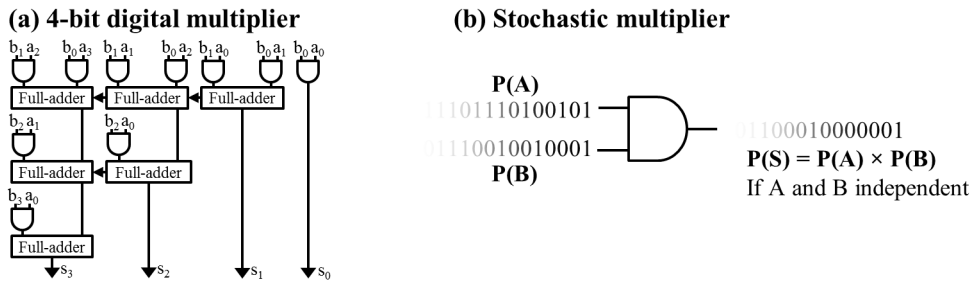 (a) 4-bit digital multiplier
b₁ a₂ b₀ a₃ b₁ a₁ b₀ a₂ b₁ a₀ b₀ a₁ b₀ a₀
Full-adder Full-adder Full-adder
b₂ a₁ b₂ a₀
Full-adder Full-adder
b₃ a₀
Full-adder
s₃ s₂ s₁ s₀
(b) Stochastic multiplier
P(A)
11101110100101
01110010010001
P(B)
01100010000001
P(S) = P(A) × P(B)
If A and B independent